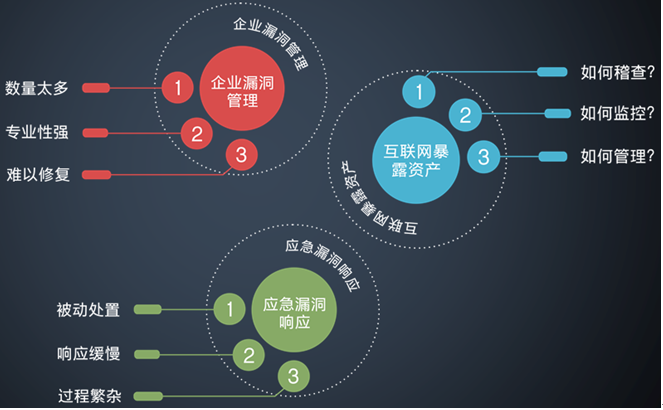 企业漏洞管理
企业漏洞
管理
1
数量太多
2
专业性强
3
难以修复
互联网暴露资产
互联网暴
露资产
1
如何稽查?
2
如何监控?
3
如何管理?
应急漏洞响应
应急漏洞
响应
1
被动处置
2
响应缓慢
3
过程繁杂